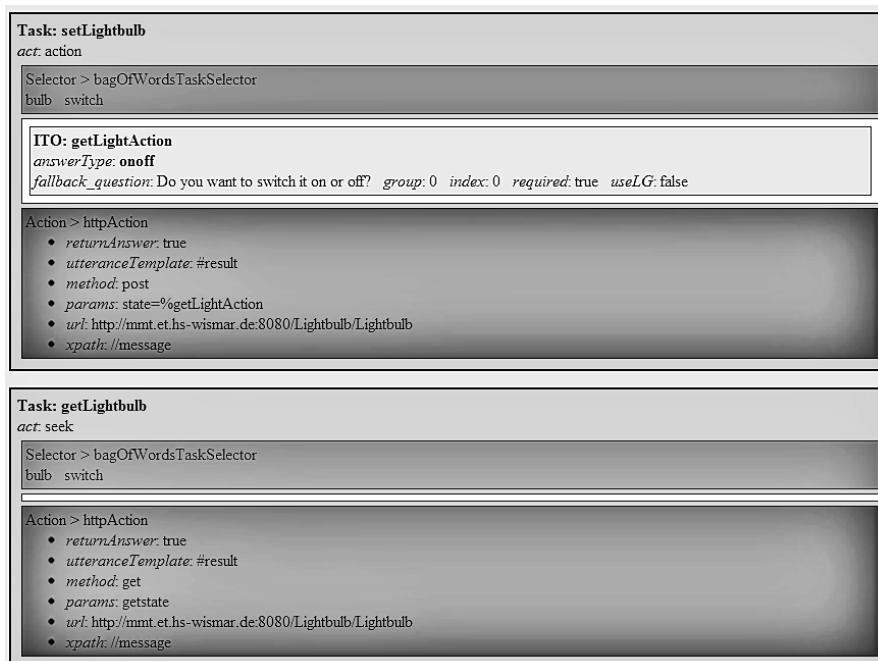 Task: setLightbulb
act: action
Selector > bagOfWordsTaskSelector
bulb switch
ITO: getLightAction
answerType: onoff
fallback_question: Do you want to switch it on or off? group: 0 index: 0 required: true useLG: false
Action > httpAction
• returnAnswer: true
• utteranceTemplate: #result
• method: post
• params: state=%getLightAction
• url: http://mmt.et.hs-wismar.de:8080/Lightbulb/Lightbulb
• xpath: //message
Task: getLightbulb
act: seek
Selector > bagOfWordsTaskSelector
bulb switch
Action > httpAction
• returnAnswer: true
• utteranceTemplate: #result
• method: get
• params: getstate
• url: http://mmt.et.hs-wismar.de:8080/Lightbulb/Lightbulb
• xpath: //message